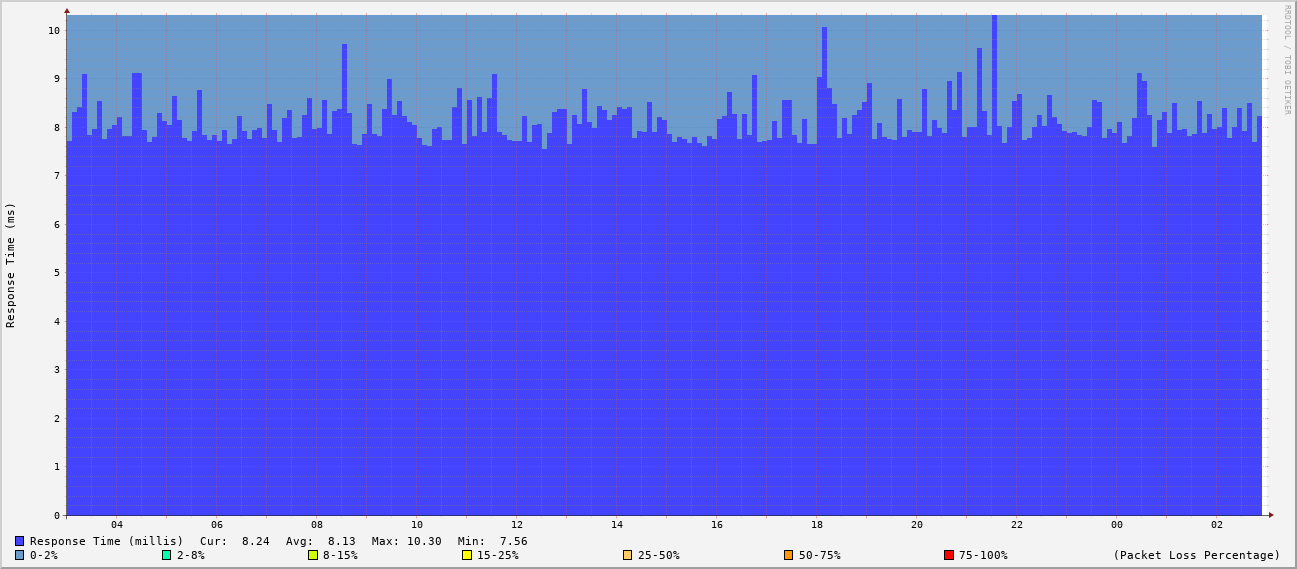 RRDTOOL / TOBI OETIKER
Response Time (ms)
10
9
8
7
6
5
4
3
2
1
0
04 06 08 10 12 14 16 18 20 22 00 02
Response Time (millis) Cur: 8.24 Avg: 8.13 Max: 10.30 Min: 7.56
0-2% 2-8% 8-15% 15-25% 25-50% 50-75% 75-100% (Packet Loss Percentage)